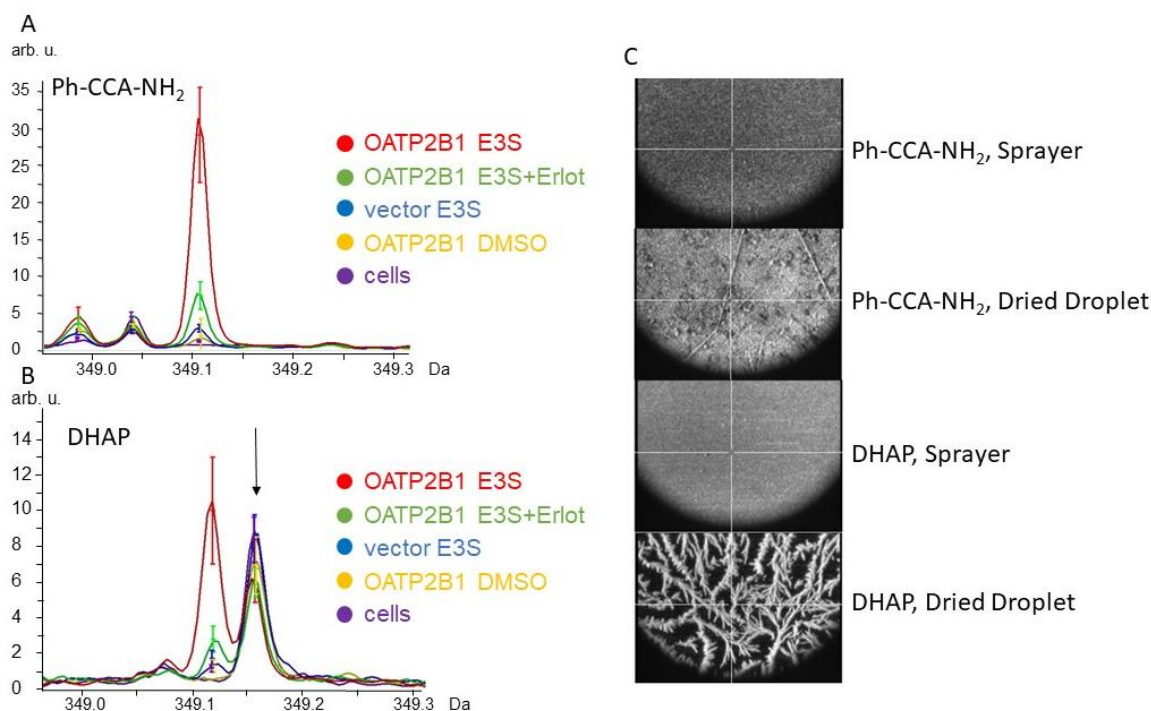 A
arb. u.
Ph-CCA-NH₂
35
30
25
20
15
10
5
0
349.0
349.1
349.2
349.3
Da
OATP2B1 E3S
OATP2B1 E3S+Erlot
vector E3S
OATP2B1 DMSO
cells
B
arb. u.
DHAP
14
12
10
8
6
4
2
0
349.0
349.1
349.2
349.3
Da
OATP2B1 E3S
OATP2B1 E3S+Erlot
vector E3S
OATP2B1 DMSO
cells
C
Ph-CCA-NH₂, Sprayer
Ph-CCA-NH₂, Dried Droplet
DHAP, Sprayer
DHAP, Dried Droplet